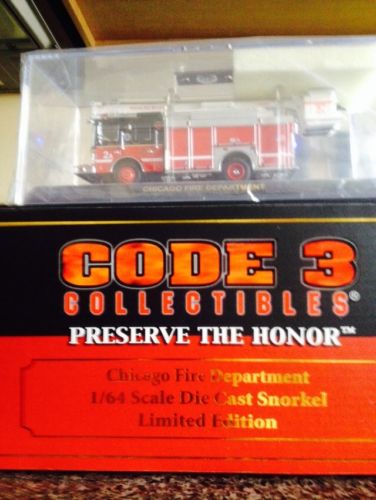 CHICAGO FIRE DEPARTMENT
CODE 3
COLLECTIBLES®
PRESERVE THE HONOR™
Chicago Fire Department
1/64 Scale Die Cast Snorkel
Limited Edition